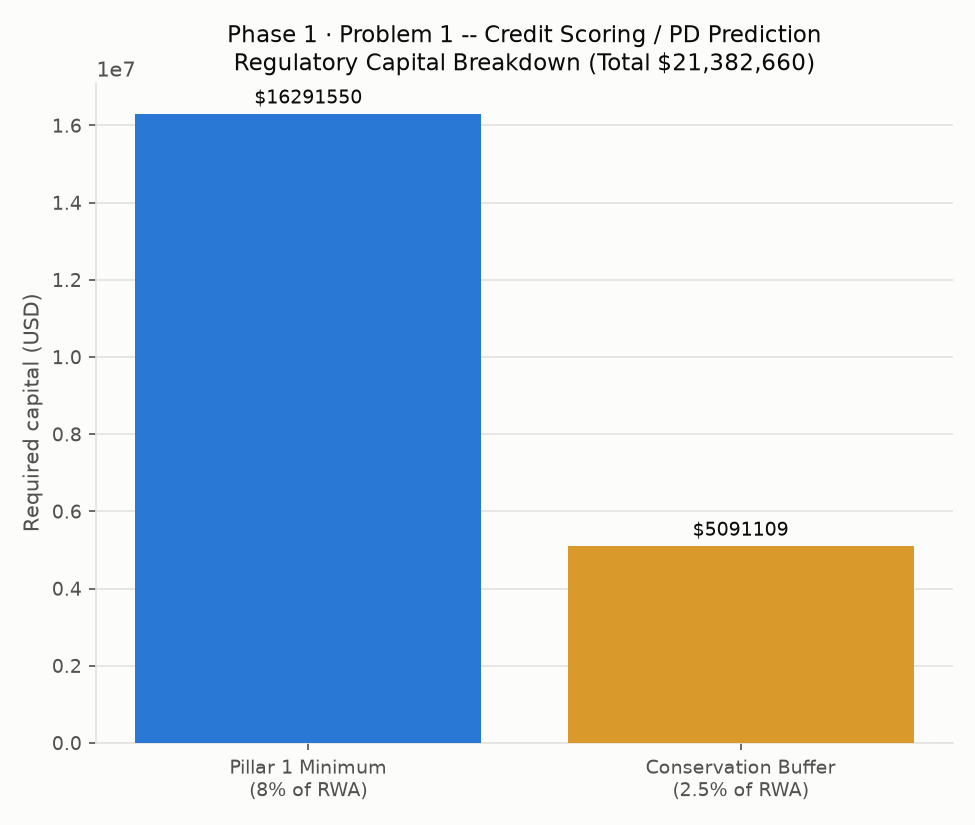 Phase 1 · Problem 1 -- Credit Scoring / PD Prediction
Regulatory Capital Breakdown (Total $21,382,660)
1e7
$16291550
1.6
1.4
1.2
1.0
0.8
0.6
0.4
0.2
0.0
Required capital (USD)
$5091109
Pillar 1 Minimum
(8% of RWA)
Conservation Buffer
(2.5% of RWA)